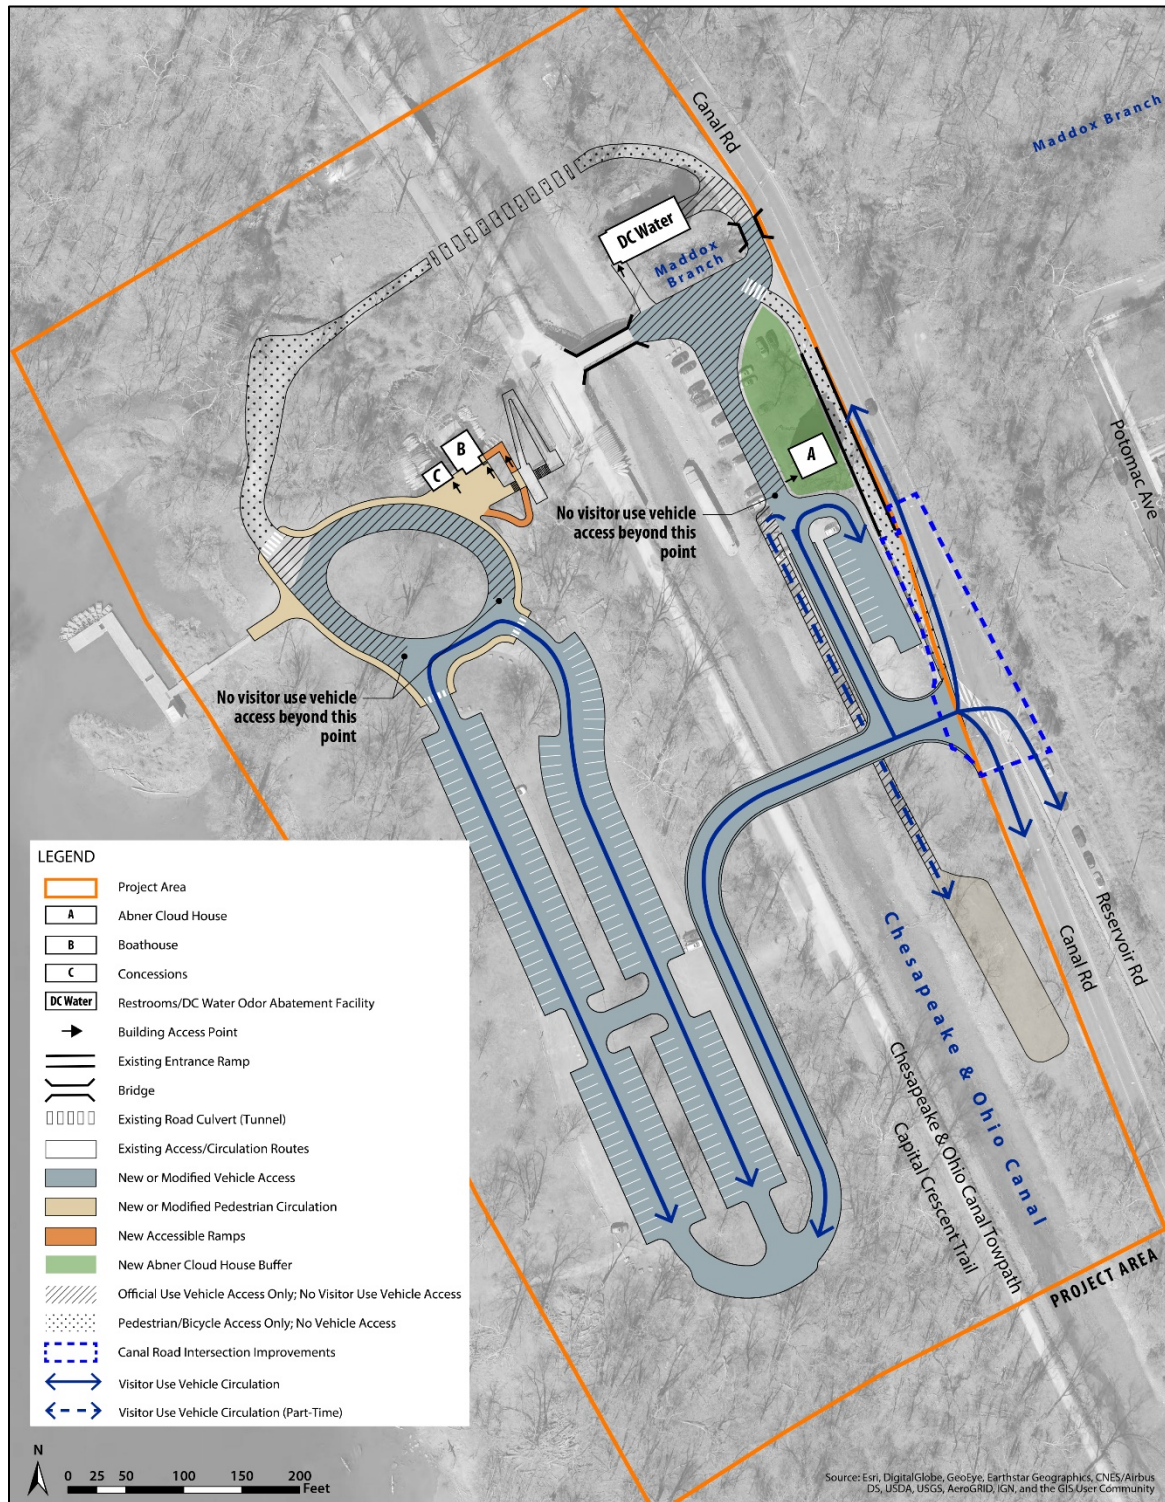 Canal Rd
Maddox Branch
DC Water
Maddox
Branch
Potomac Ave
A
B
C
No visitor use vehicle
access beyond this
point
No visitor use vehicle
access beyond this
point
Reservoir Rd
Canal Rd
Chesapeake & Ohio Canal
Chesapeake & Ohio Canal Towpath
Capital Crescent Trail
PROJECT AREA
LEGEND
Project Area
A Abner Cloud House
B Boathouse
C Concessions
DC Water Restrooms/DC Water Odor Abatement Facility
Building Access Point
Existing Entrance Ramp
Bridge
Existing Road Culvert (Tunnel)
Existing Access/Circulation Routes
New or Modified Vehicle Access
New or Modified Pedestrian Circulation
New Accessible Ramps
New Abner Cloud House Buffer
Official Use Vehicle Access Only; No Visitor Use Vehicle Access
Pedestrian/Bicycle Access Only; No Vehicle Access
Canal Road Intersection Improvements
Visitor Use Vehicle Circulation
Visitor Use Vehicle Circulation (Part-Time)
N
0 25 50 100 150 200
Feet
Source: Esri, DigitalGlobe, GeoEye, Earthstar Geographics, CNES/Airbus
DS, USDA, USGS, AeroGRID, IGN, and the GIS User Community